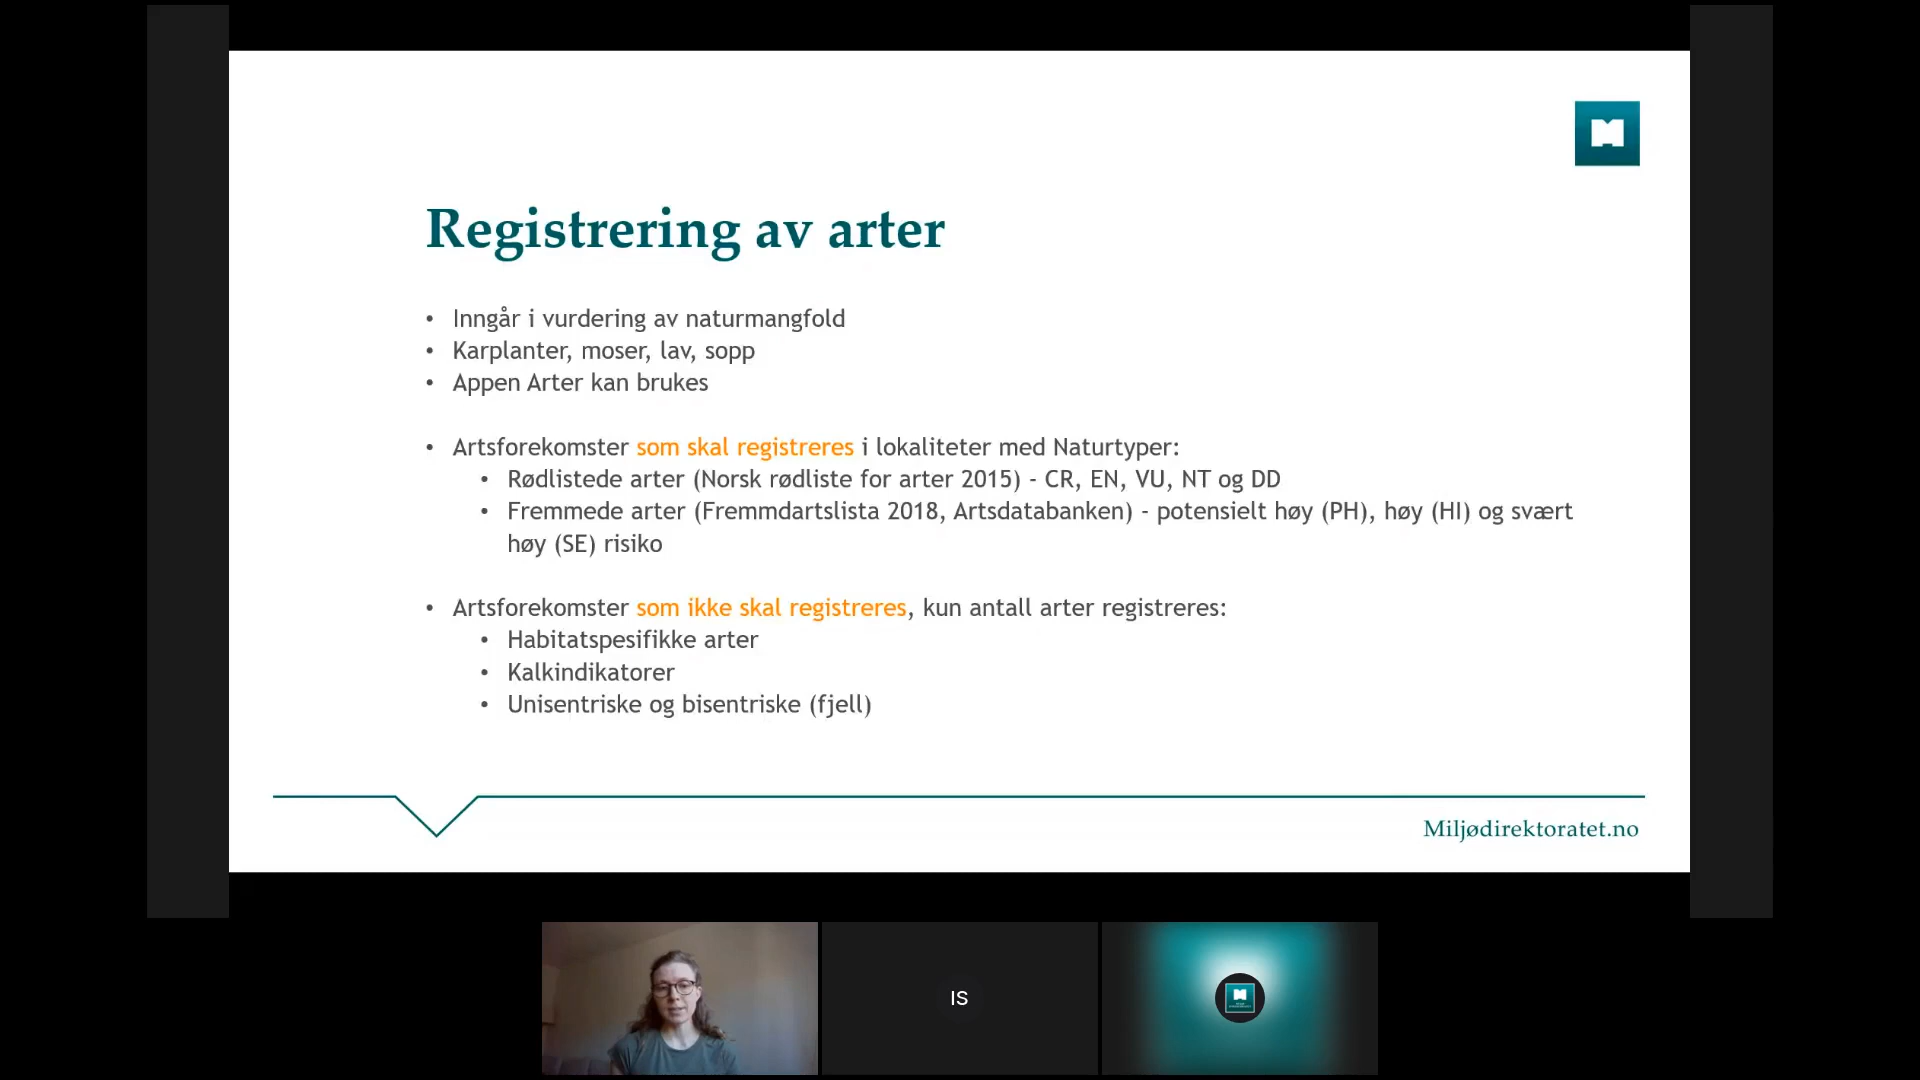 Registrering av arter
• Inngår i vurdering av naturmangfold
• Karplanter, moser, lav, sopp
• Appen Arter kan brukes
• Artsforekomster som skal registreres i lokaliteter med Naturtyper:
• Rødlistede arter (Norsk rødliste for arter 2015) - CR, EN, VU, NT og DD
• Fremmede arter (Fremmdartslista 2018, Artsdatabanken) - potensielt høy (PH), høy (HI) og svært
høy (SE) risiko
• Artsforekomster som ikke skal registreres, kun antall arter registreres:
• Habitatspesifikke arter
• Kalkindikatorer
• Unisentriske og bisentriske (fjell)
Miljødirektoratet.no
IS